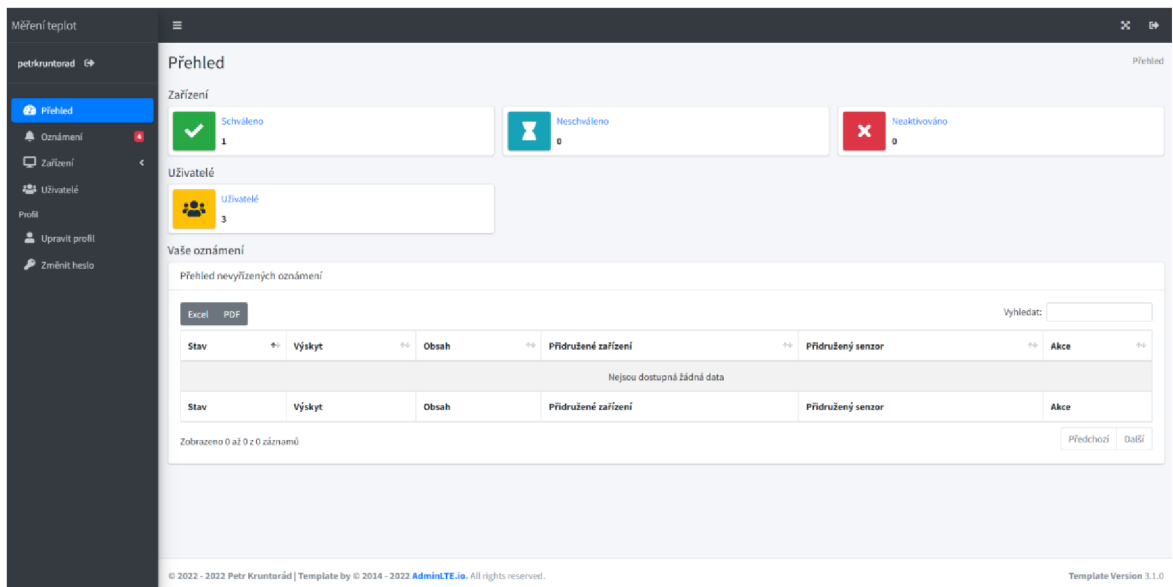 Měření teplot
petrkruntorad
Přehled
Oznámení 4
Zařízení
Uživatelé
Profil
Upravit profil
Změnit heslo
Přehled
Přehled
Zařízení
Schváleno
1
Neschváleno
0
Neaktivováno
0
Uživatelé
Uživatelé
3
Vaše oznámení
Přehled nevyřízených oznámení
Excel PDF
Vyhledat:
Stav Výskyt Obsah Přidružené zařízení Přidružený senzor Akce
Nejsou dostupná žádná data
Stav Výskyt Obsah Přidružené zařízení Přidružený senzor Akce
Zobrazeno 0 až 0 z 0 záznamů
Předchozí Další
© 2022 - 2022 Petr Kruntorád | Template by © 2014 - 2022 AdminLTE.io. All rights reserved.
Template Version 3.1.0